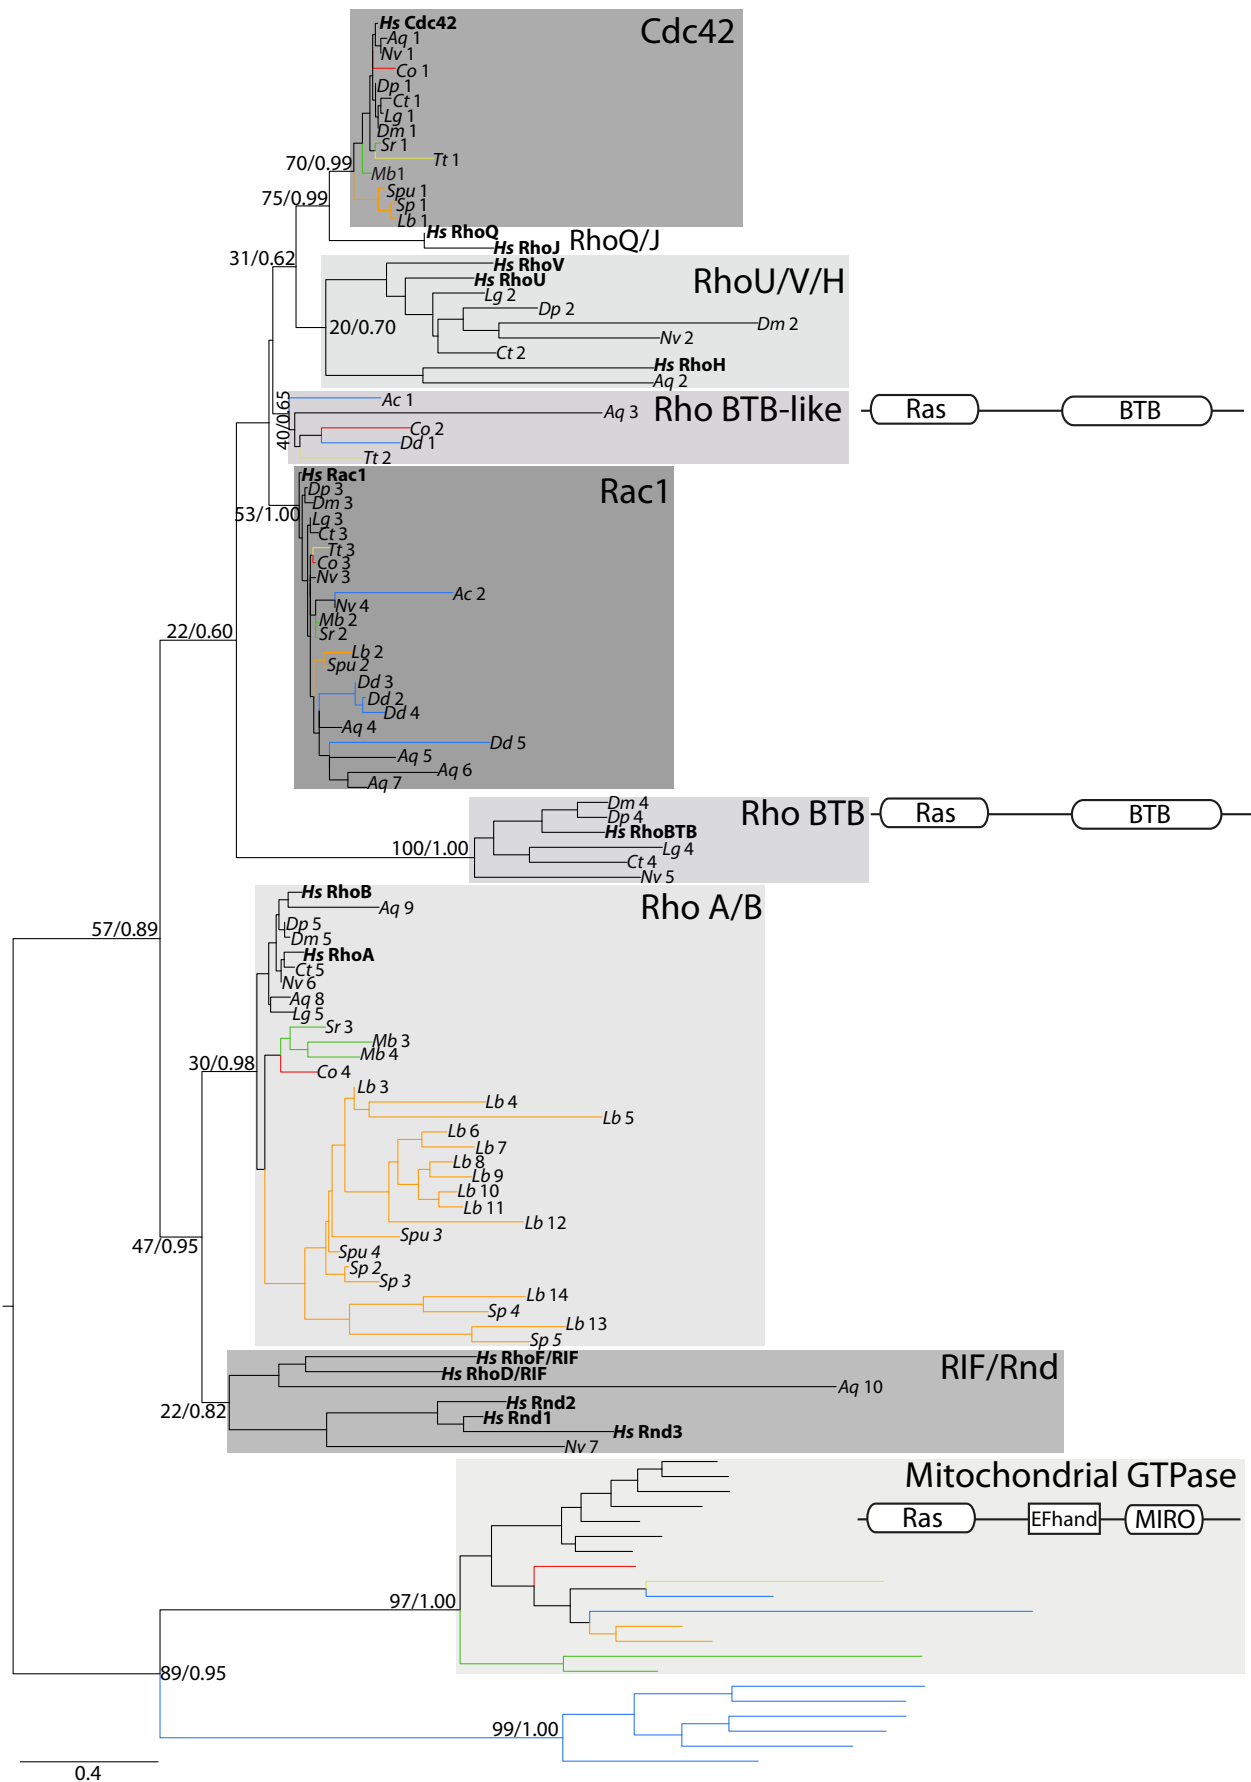 Hs Cdc42
Cdc42
Aq 1
Nv 1
Co 1
Dp 1
Ct 1
Lg 1
Dm 1
Sr 1
Tt 1
70/0.99
Mb1
Spu 1
75/0.99
Sp 1
Lb 1
Hs RhoQ
RhoQ/J
Hs RhoJ
31/0.62
Hs RhoV
Hs RhoU
RhoU/V/H
Lg 2
Dp 2
Dm 2
20/0.70
Nv 2
Ct 2
Hs RhoH
Aq 2
40/0.65
Ac 1
Rho BTB-like
Ras
BTB
Aq 3
Co 2
Dd 1
Tt 2
Hs Rac1
Rac1
Dp 3
Dm 3
53/1.00
Lg 3
Ct 3
Tt 3
Co 3
Nv 3
Ac 2
Nv 4
Mb 2
Sr 2
22/0.60
Lb 2
Spu 2
Dd 3
Dd 2
Dd 4
Aq 4
Dd 5
Aq 5
Aq 6
Aq 7
Dm 4
Rho BTB
Ras
BTB
Dp 4
Hs RhoBTB
100/1.00
Lg 4
Ct 4
Nv 5
Hs RhoB
Rho A/B
Aq 9
57/0.89
Dp 5
Dm 5
Hs RhoA
Ct 5
Nv 6
Aq 8
Lg 5
Sr 3
Mb 3
Mb 4
30/0.98
Co 4
Lb 3
Lb 4
Lb 5
Lb 6
Lb 7
Lb 8
Lb 9
Lb 10
Lb 11
Lb 12
Spu 3
47/0.95
Spu 4
Sp 2
Sp 3
Lb 14
Sp 4
Lb 13
Sp 5
Hs RhoF/RIF
RIF/Rnd
Hs RhoD/RIF
Aq 10
22/0.82
Hs Rnd2
Hs Rnd1
Hs Rnd3
Nv 7
Mitochondrial GTPase
Ras
EFhand
MIRO
97/1.00
89/0.95
99/1.00
0.4